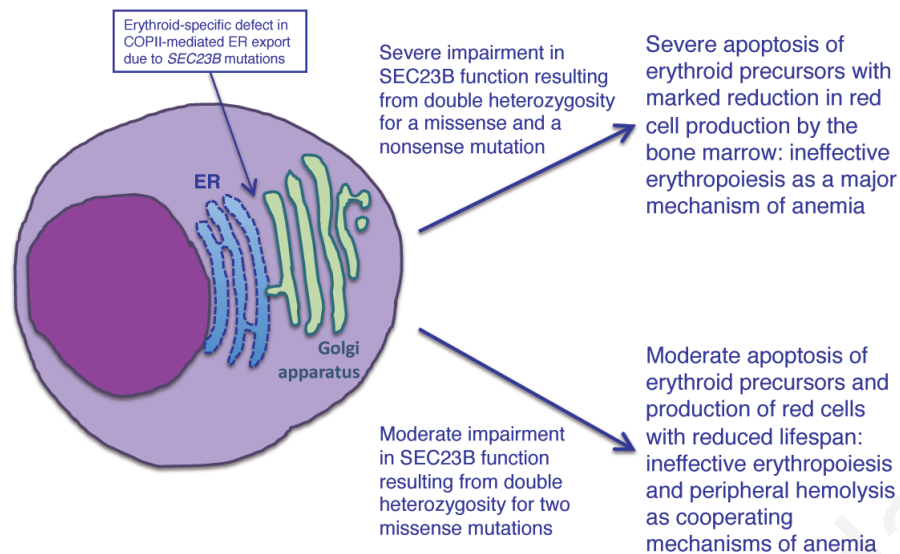 Erythroid-specific defect in
COPII-mediated ER export
due to SEC23B mutations
Severe impairment in
SEC23B function resulting
from double heterozygosity
for a missense and a
nonsense mutation
Severe apoptosis of
erythroid precursors with
marked reduction in red
cell production by the
bone marrow: ineffective
erythropoiesis as a major
mechanism of anemia
ER
Golgi
apparatus
Moderate impairment
in SEC23B function
resulting from double
heterozygosity for two
missense mutations
Moderate apoptosis of
erythroid precursors and
production of red cells
with reduced lifespan:
ineffective erythropoiesis
and peripheral hemolysis
as cooperating
mechanisms of anemia